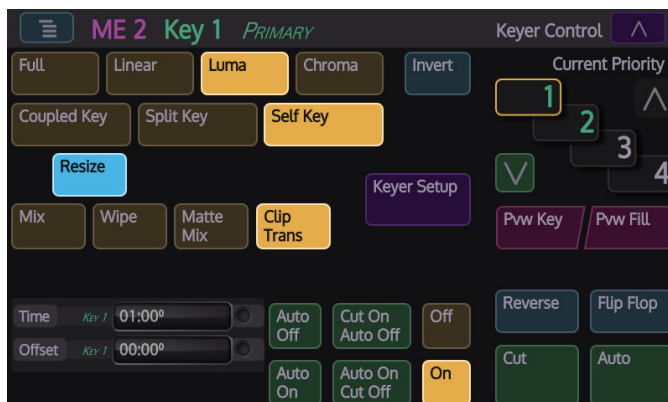 ME 2 Key 1 PRIMARY
Keyer Control
Full Linear Luma Chroma Invert
Current Priority
1
2
3
4
Coupled Key Split Key Self Key
Resize
Keyer Setup
Mix Wipe Matte Mix Clip Trans
Pvw Key Pvw Fill
Time KEY 1 01:00⁰
Offset KEY 1 00:00⁰
Auto Off
Cut On Auto Off
Off
Auto On
Auto On Cut Off
On
Reverse Flip Flop
Cut Auto